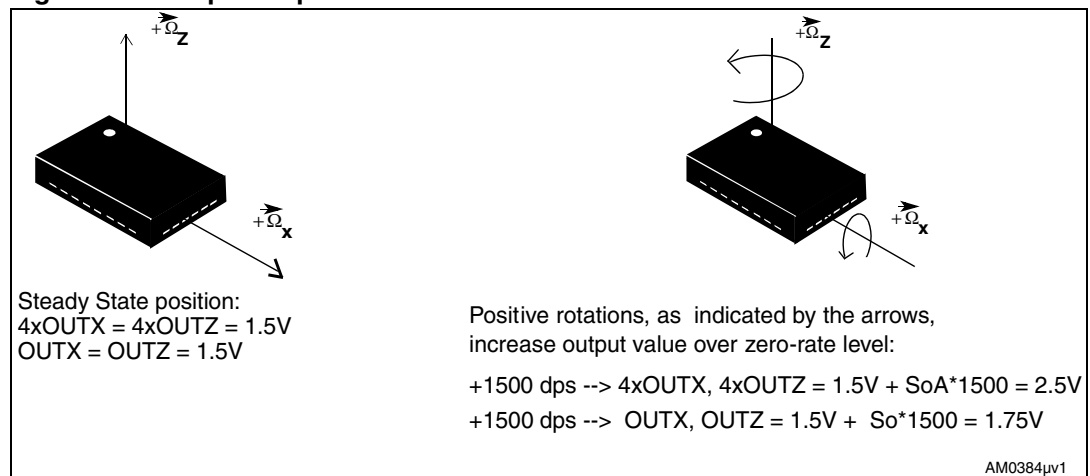 +Ω Z
+Ω x
Steady State position:
4xOUTX = 4xOUTZ = 1.5V
OUTX = OUTZ = 1.5V
+Ω Z
+Ω x
Positive rotations, as indicated by the arrows,
increase output value over zero-rate level:
+1500 dps --> 4xOUTX, 4xOUTZ = 1.5V + SoA*1500 = 2.5V
+1500 dps --> OUTX, OUTZ = 1.5V + So*1500 = 1.75V
AM0384µv1